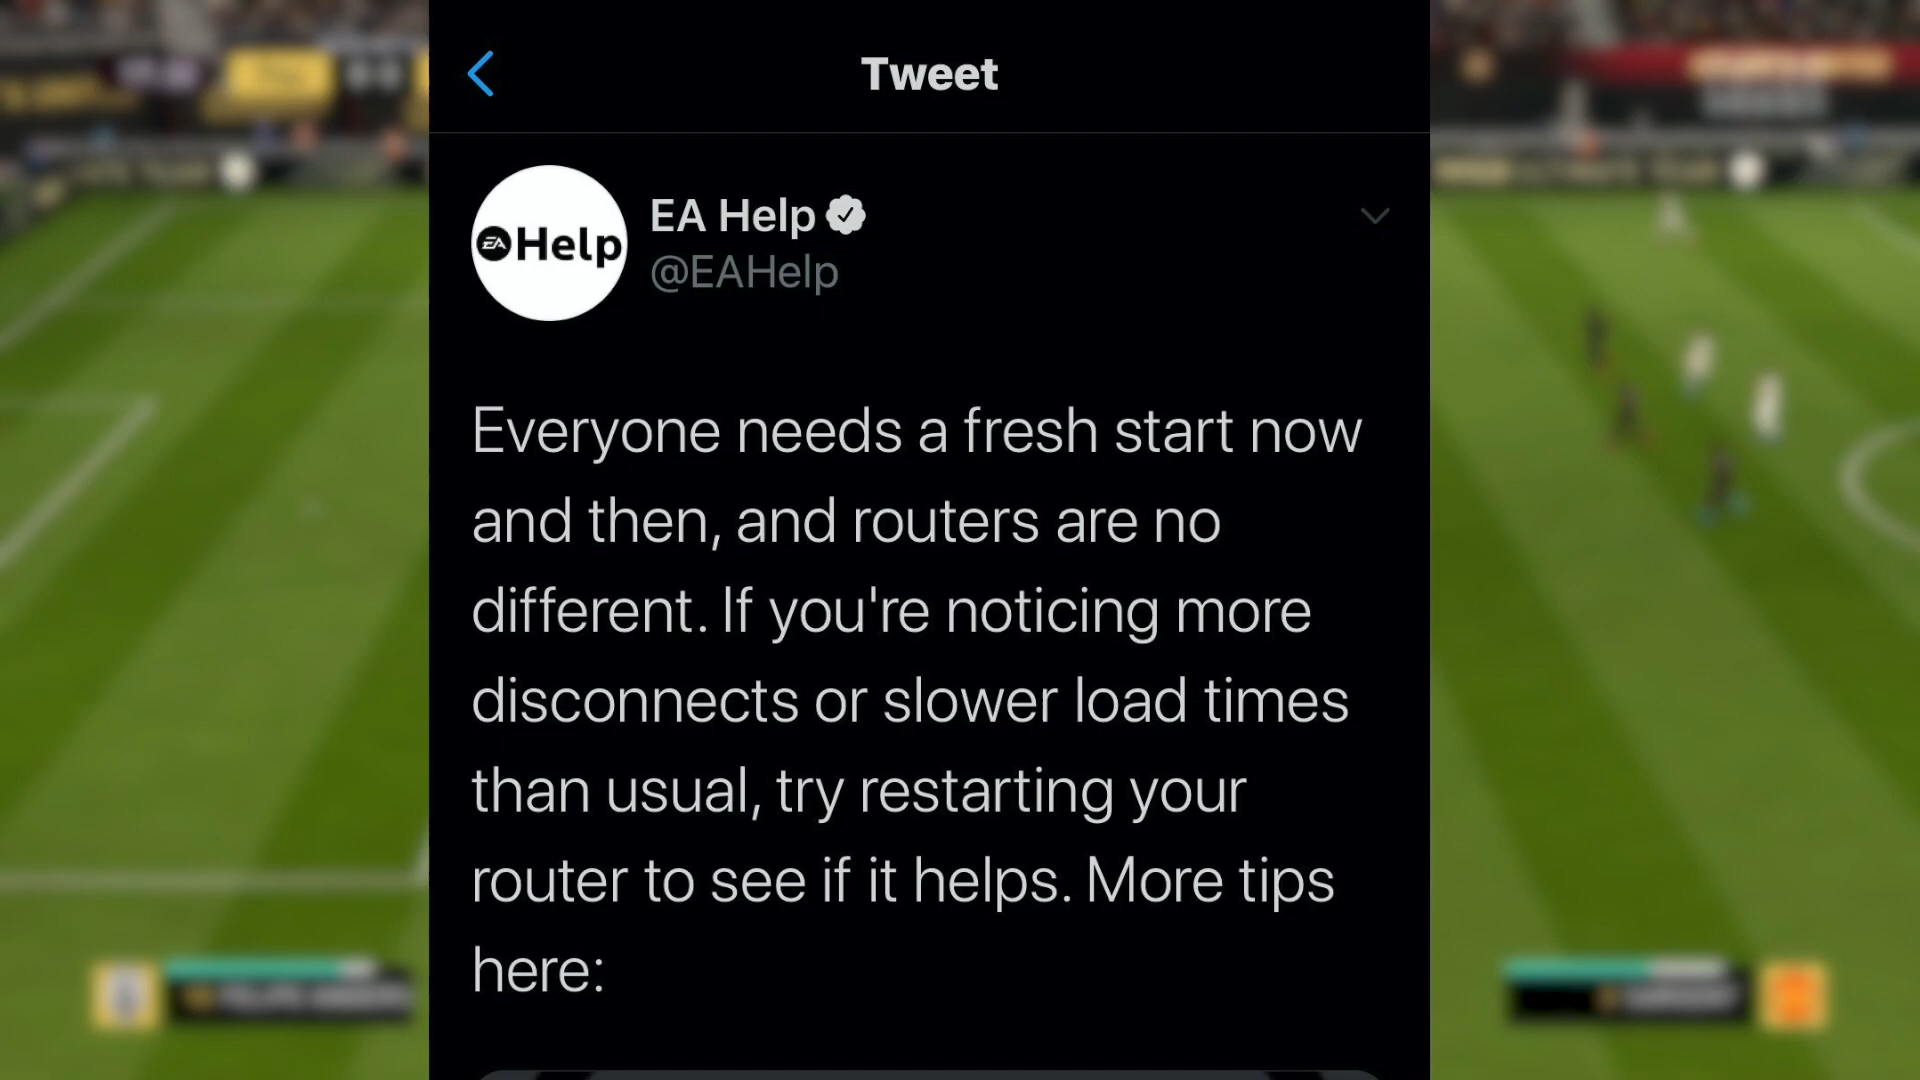 Tweet
EA Help
EA Help
@EAHelp
Everyone needs a fresh start now
and then, and routers are no
different. If you're noticing more
disconnects or slower load times
than usual, try restarting your
router to see if it helps. More tips
here: